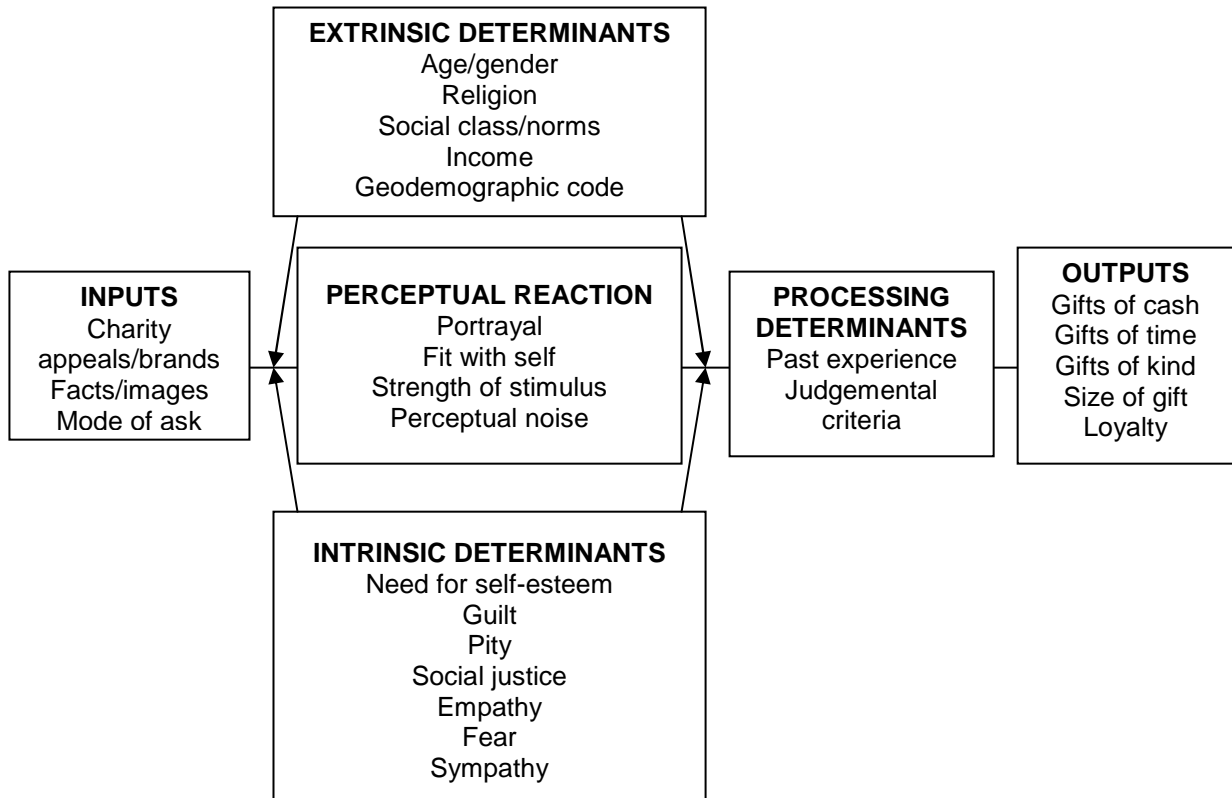 EXTRINSIC DETERMINANTS
Age/gender
Religion
Social class/norms
Income
Geodemographic code
INPUTS
Charity
appeals/brands
Facts/images
Mode of ask
PERCEPTUAL REACTION
Portrayal
Fit with self
Strength of stimulus
Perceptual noise
PROCESSING
DETERMINANTS
Past experience
Judgemental
criteria
OUTPUTS
Gifts of cash
Gifts of time
Gifts of kind
Size of gift
Loyalty
INTRINSIC DETERMINANTS
Need for self-esteem
Guilt
Pity
Social justice
Empathy
Fear
Sympathy